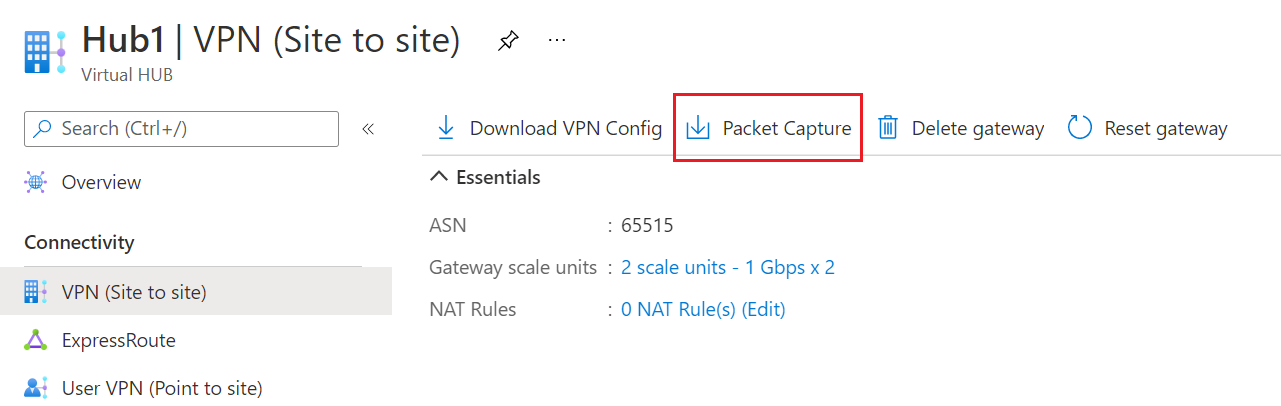 Hub1 | VPN (Site to site)
Virtual HUB
Search (Ctrl+/)
Overview
Connectivity
VPN (Site to site)
ExpressRoute
User VPN (Point to site)
Download VPN Config
Packet Capture
Delete gateway
Reset gateway
Essentials
ASN : 65515
Gateway scale units : 2 scale units - 1 Gbps x 2
NAT Rules : 0 NAT Rule(s) (Edit)